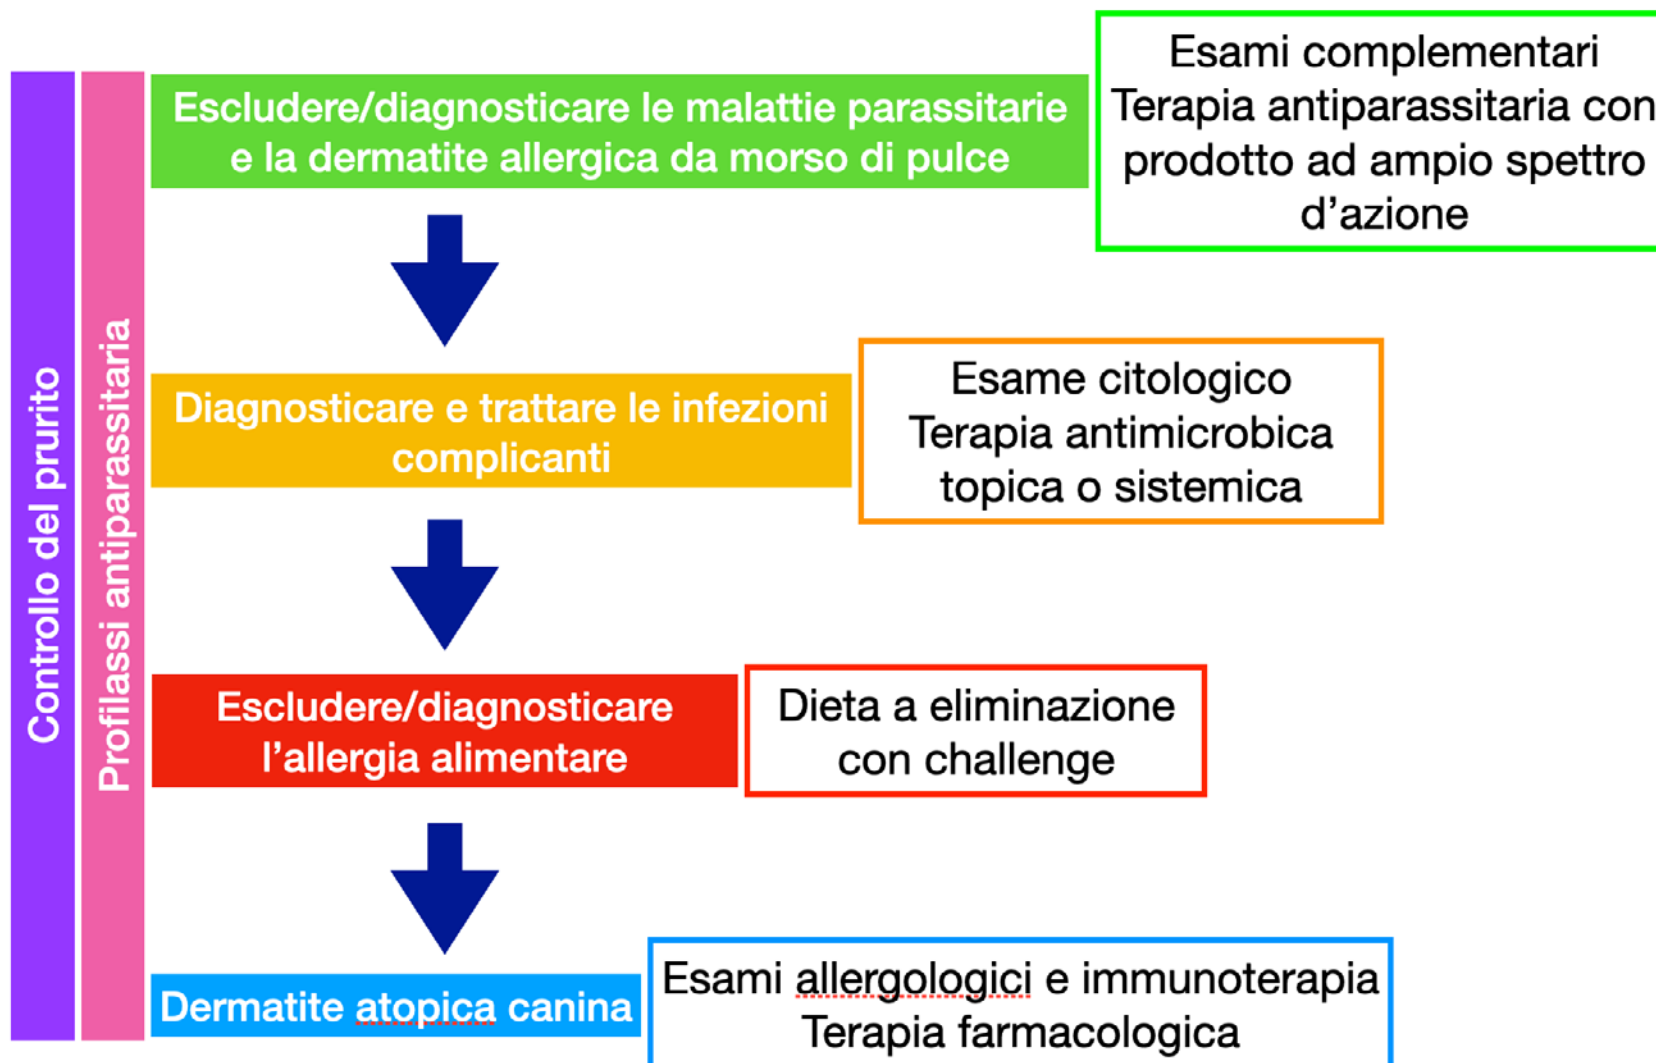 Controllo del prurito
Profilassi antiparassitaria
Escludere/diagnosticare le malattie parassitarie
e la dermatite allergica da morso di pulce
Esami complementari
Terapia antiparassitaria con
prodotto ad ampio spettro
d’azione
Diagnosticare e trattare le infezioni
complicanti
Esame citologico
Terapia antimicrobica
topica o sistemica
Escludere/diagnosticare
l’allergia alimentare
Dieta a eliminazione
con challenge
Dermatite atopica canina
Esami allergologici e immunoterapia
Terapia farmacologica